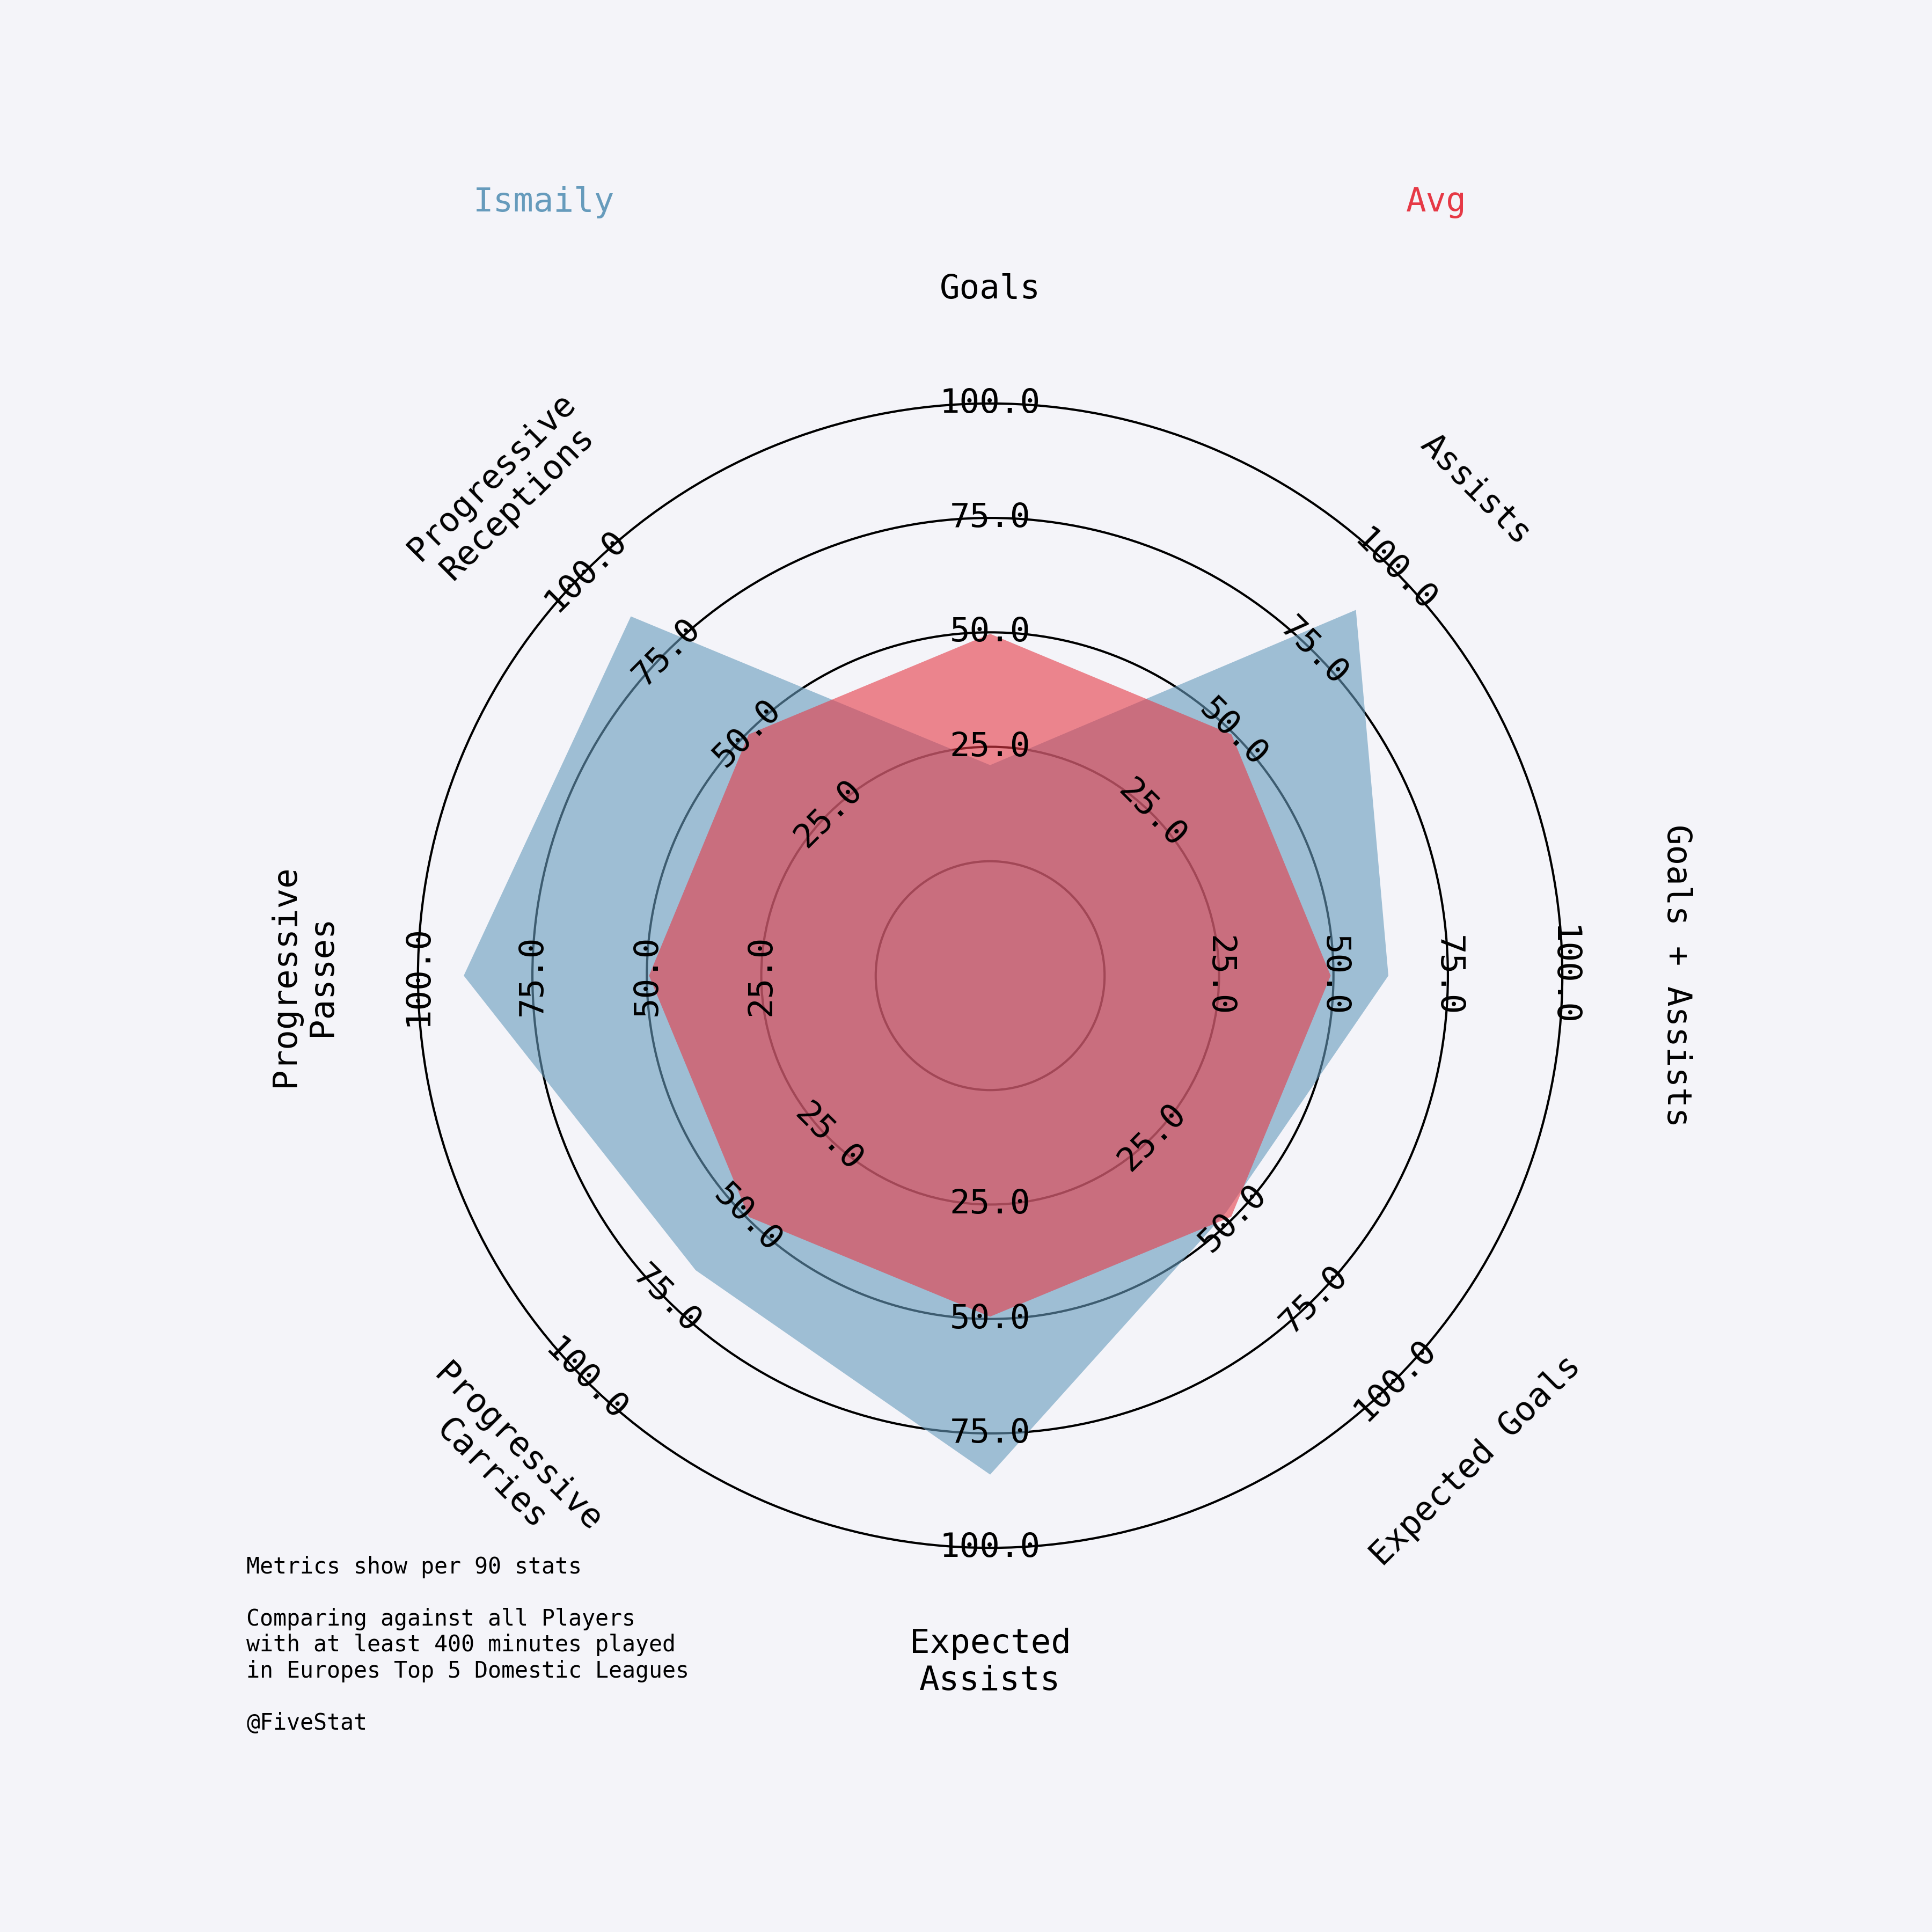 Ismaily
Avg
Goals
Assists
Goals + Assists
Expected Goals
Expected
Assists
Progressive
Carries
Progressive
Passes
Progressive
Receptions
25.0
50.0
75.0
100.0
25.0
50.0
75.0
100.0
25.0
50.0
75.0
100.0
25.0
50.0
75.0
100.0
25.0
50.0
75.0
100.0
25.0
50.0
75.0
100.0
25.0
50.0
75.0
100.0
25.0
50.0
75.0
100.0
Metrics show per 90 stats
Comparing against all Players
with at least 400 minutes played
in Europes Top 5 Domestic Leagues
@FiveStat